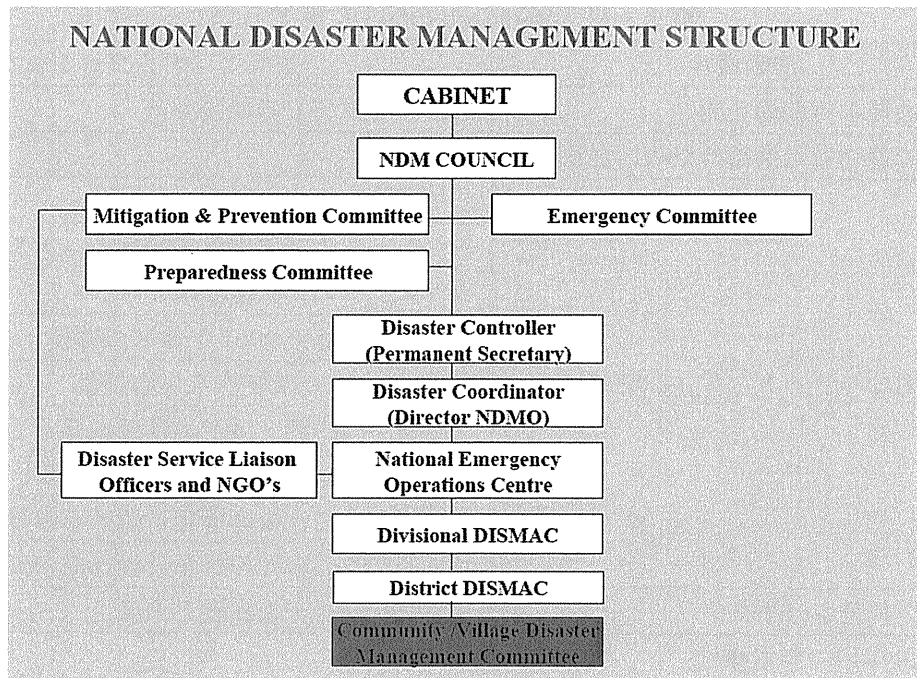 NATIONAL DISASTER MANAGEMENT STRUCTURE
CABINET
NDM COUNCIL
Mitigation & Prevention Committee
Emergency Committee
Preparedness Committee
Disaster Controller
(Permanent Secretary)
Disaster Coordinator
(Director NDMO)
Disaster Service Liaison
Officers and NGO's
National Emergency
Operations Centre
Divisional DISMAC
District DISMAC
Community /Village Disaster
Management Committee